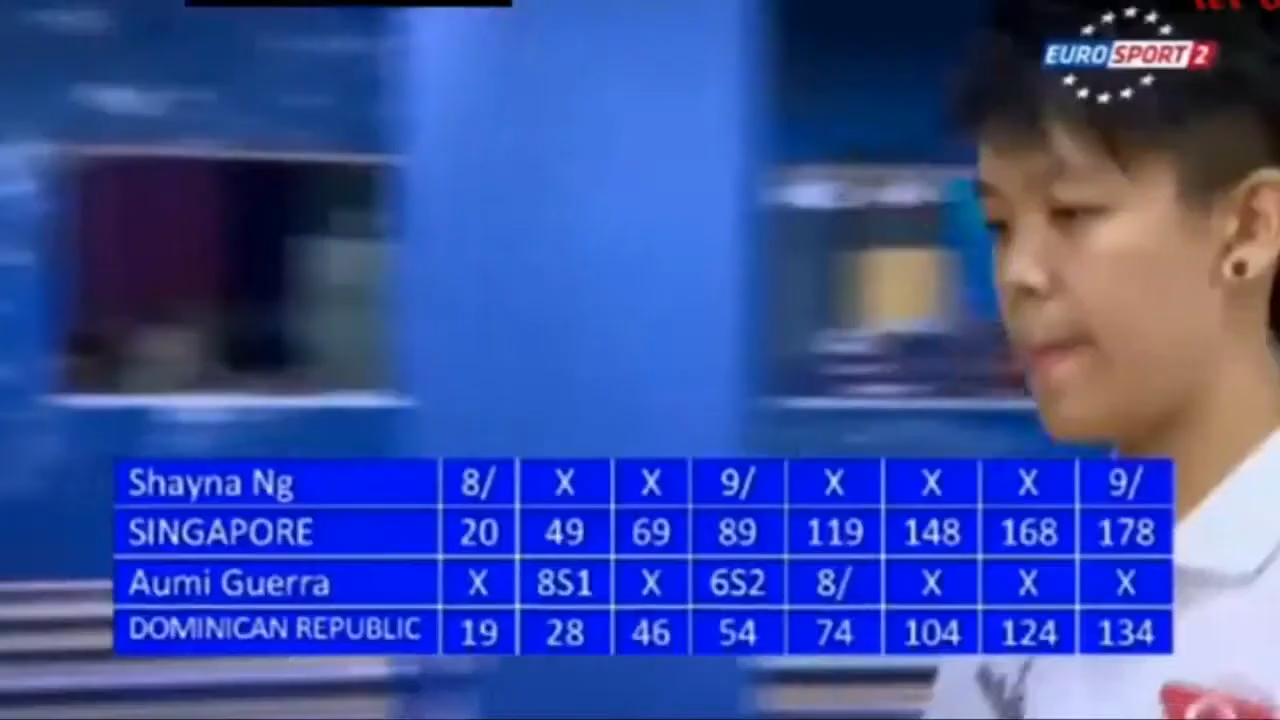 EUROSPORT 2
Shayna Ng 8/ X X 9/ X X X 9/
SINGAPORE 20 49 69 89 119 148 168 178
Aumi Guerra X 8S1 X 6S2 8/ X X X
DOMINICAN REPUBLIC 19 28 46 54 74 104 124 134